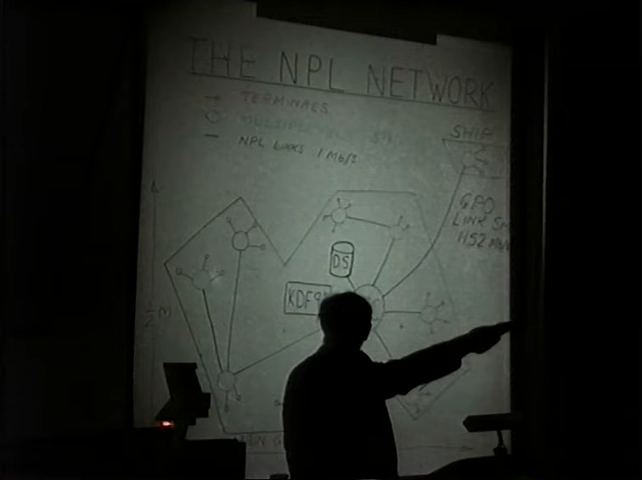 THE NPL NETWORK
TERMINALS
NPL LINKS 1 Mb/s
SHIP
GPO
LINK
1152
DS
KDF9